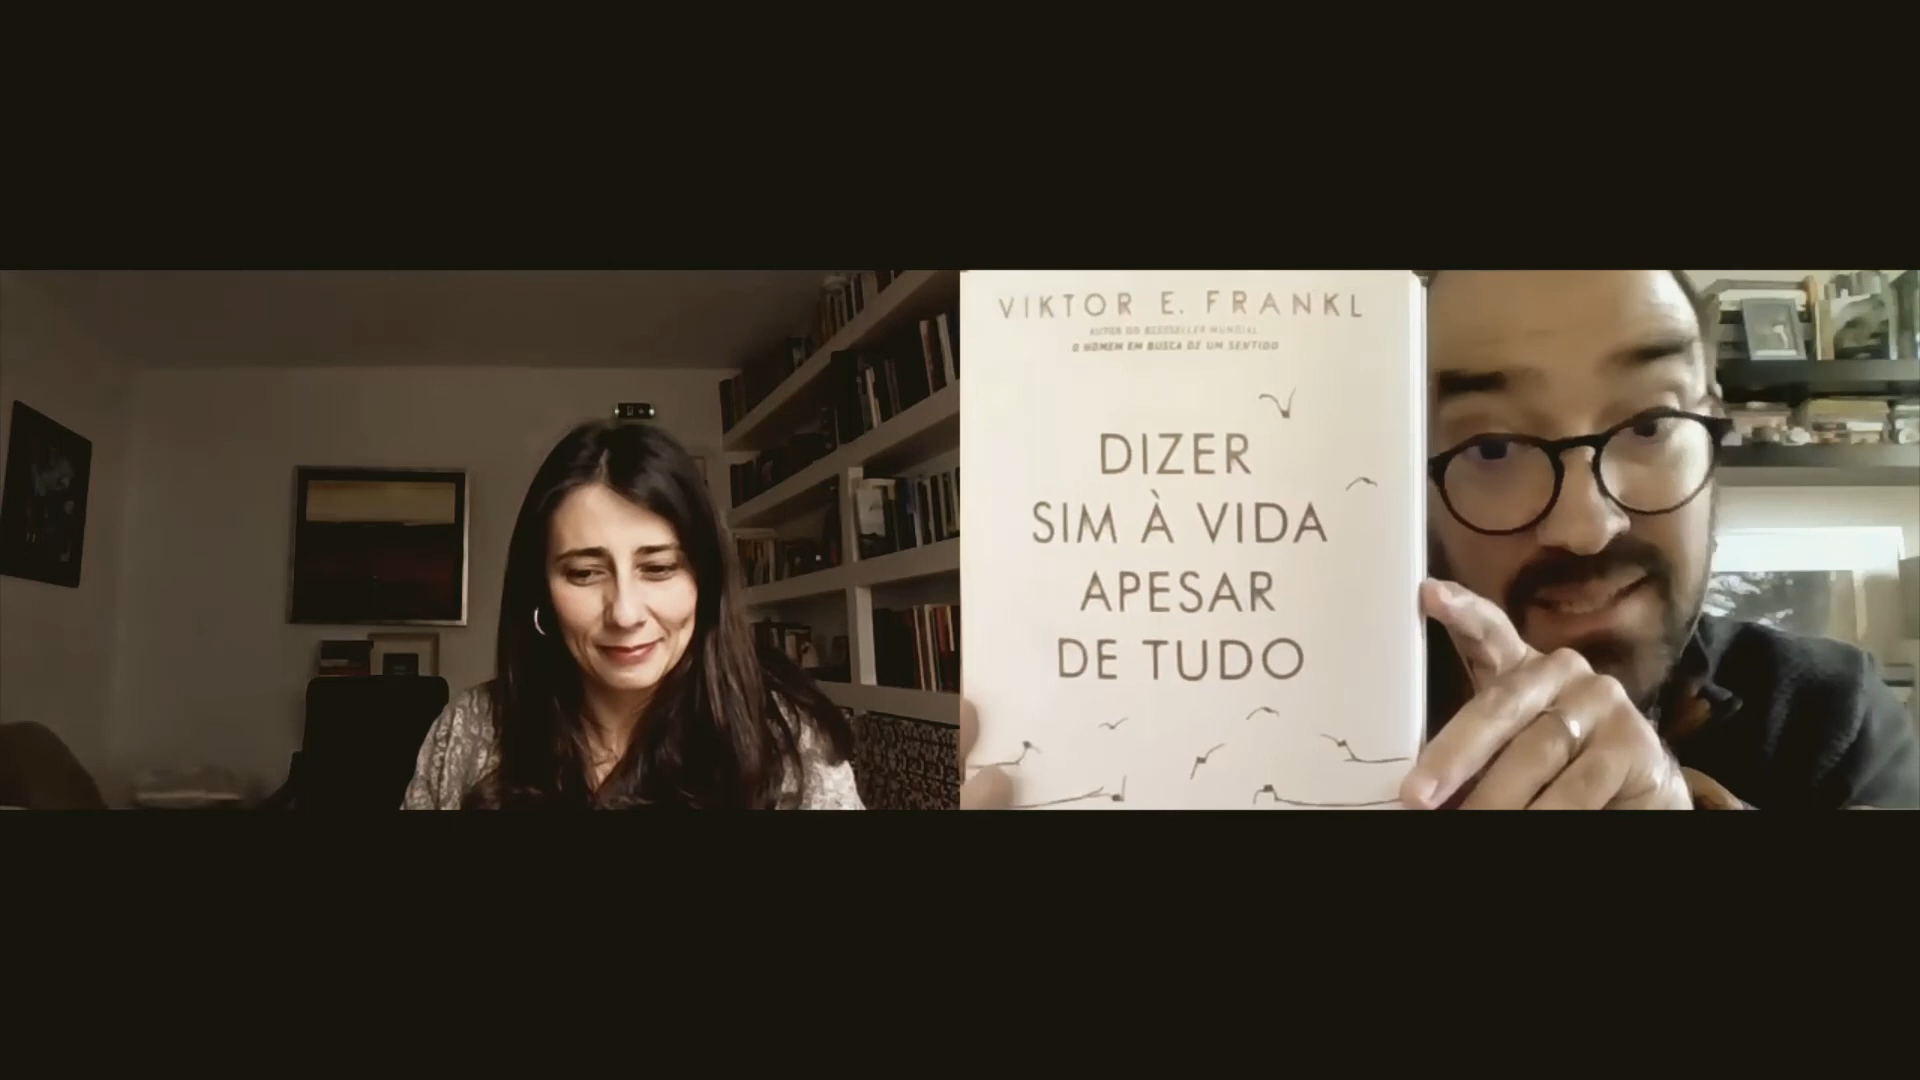 VIKTOR E. FRANKL
AUTOR DO BESTSELLER MUNDIAL
O HOMEM EM BUSCA DE UM SENTIDO
DIZER
SIM À VIDA
APESAR
DE TUDO